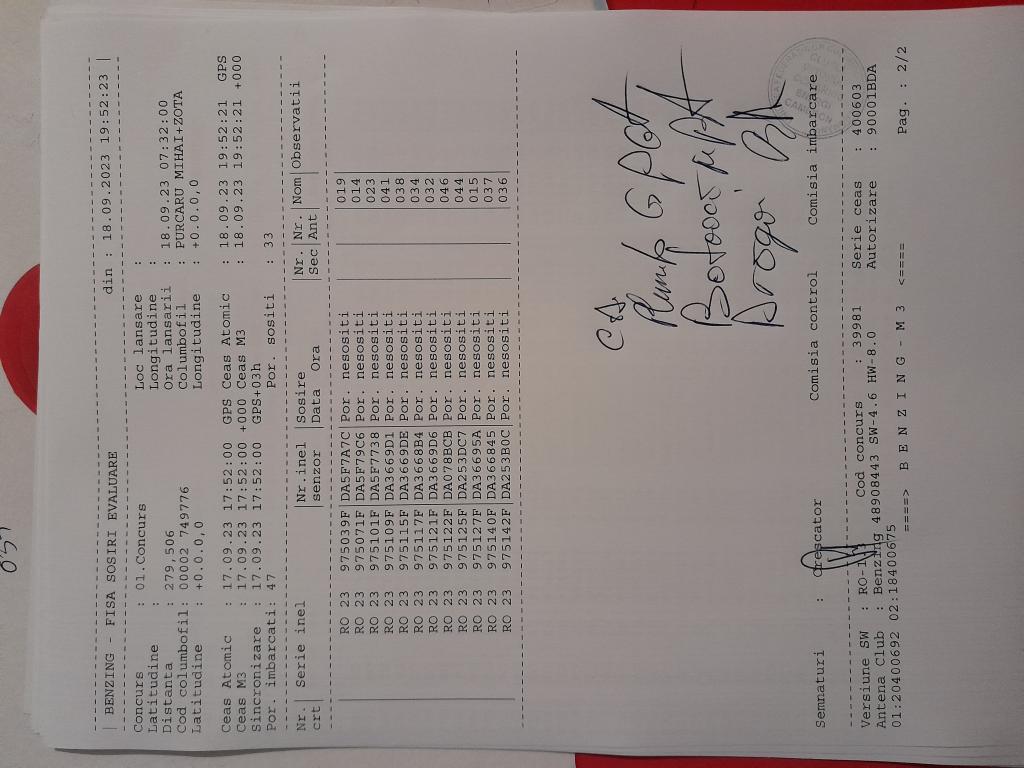 | BENZING - FISA SOSIRI EVALUARE din : 18.09.2023 19:52:23 |
Concurs : 01.Concurs Loc lansare :
Latitudine : Longitudine :
Distanta : 279,506 Ora lansarii : 18.09.23 07:32:00
Cod columbofil: 00002 749776 Columbofil : PURCARU MIHAI+ZOTA
Latitudine : +0.0.0,0 Longitudine : +0.0.0,0
Ceas Atomic : 17.09.23 17:52:00 GPS Ceas Atomic : 18.09.23 19:52:21 GPS
Ceas M3 : 17.09.23 17:52:00 +000 Ceas M3 : 18.09.23 19:52:21 +000
Sincronizare : 17.09.23 17:52:00 GPS+03h
Por. imbarcati: 47 Por. sositi : 33
Nr.| Serie inel |Nr.inel |Sosire |Nr. |Nr. |Nom|Observatii
crt| |senzor |Data Ora |Sec|Ant|
RO 23 975039F|DA5F7A7C|Por. nesositi | | |019
RO 23 975071F|DA5F79C6|Por. nesositi | | |014
RO 23 975101F|DA5F7738|Por. nesositi | | |023
RO 23 975109F|DA3669D1|Por. nesositi | | |041
RO 23 975115F|DA3669DE|Por. nesositi | | |038
RO 23 975117F|DA3668B4|Por. nesositi | | |034
RO 23 975121F|DA3669D6|Por. nesositi | | |032
RO 23 975122F|DA078BCB|Por. nesositi | | |046
RO 23 975125F|DA253DC7|Por. nesositi | | |044
RO 23 975127F|DA36695A|Por. nesositi | | |015
RO 23 975140F|DA366845|Por. nesositi | | |037
RO 23 975142F|DA253B0C|Por. nesositi | | |036
Semnaturi : Crescator Comisia control Comisia imbarcare
Versiune SW : RO- Cod concurs : 39981 Serie ceas : 400603
Antena Club : Benzing 48908443 SW-4.6 HW-8.0 Autorizare : 90001BDA
01:20400692 02:18400675
====> B E N Z I N G - M 3 <==== Pag. : 2/2